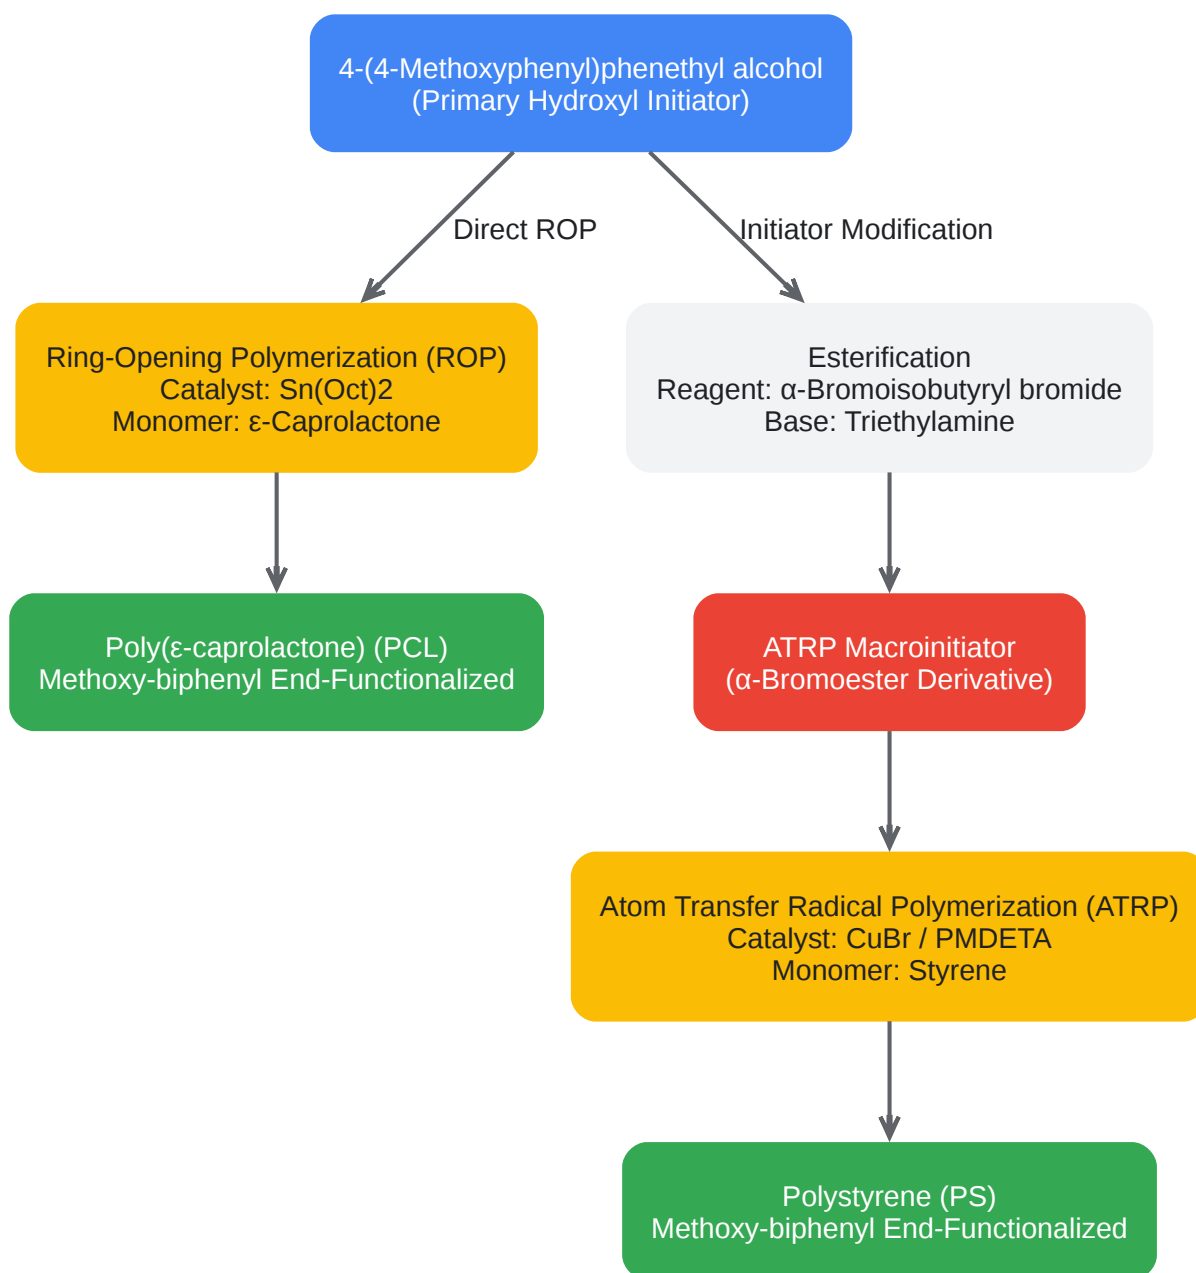 4-(4-Methoxyphenyl)phenethyl alcohol
(Primary Hydroxyl Initiator)
Direct ROP
Initiator Modification
Ring-Opening Polymerization (ROP)
Catalyst: Sn(Oct)2
Monomer: ε-Caprolactone
Esterification
Reagent: α-Bromoisobutyryl bromide
Base: Triethylamine
Poly(ε-caprolactone) (PCL)
Methoxy-biphenyl End-Functionalized
ATRP Macroinitiator
(α-Bromoester Derivative)
Atom Transfer Radical Polymerization (ATRP)
Catalyst: CuBr / PMDETA
Monomer: Styrene
Polystyrene (PS)
Methoxy-biphenyl End-Functionalized